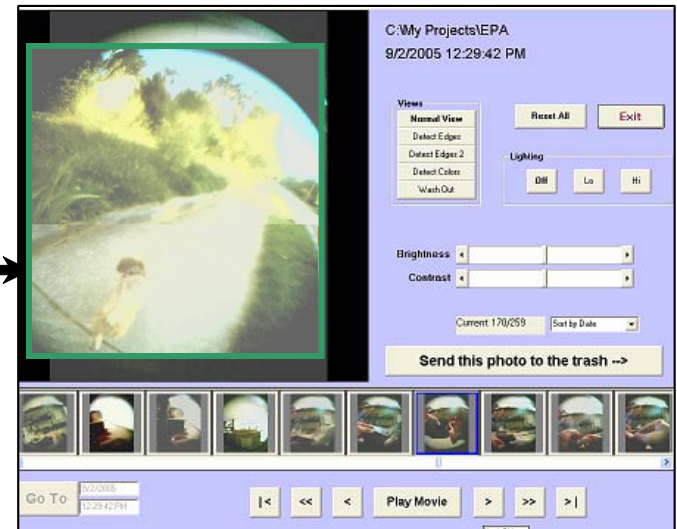 C:\My Projects\EPA
9/2/2005 12:29:42 PM
Views
Normal View
Detect Edges
Detect Edges 2
Detect Colors
Wash Out
Reset All
Exit
Lighting
Off
Lo
Hi
Brightness
Contrast
Current 170/259
Sort by Date
Send this photo to the trash -->
Go To
9/2/2005
12:29:42 PM
|<
<<
<
Play Movie
>
>>
>|